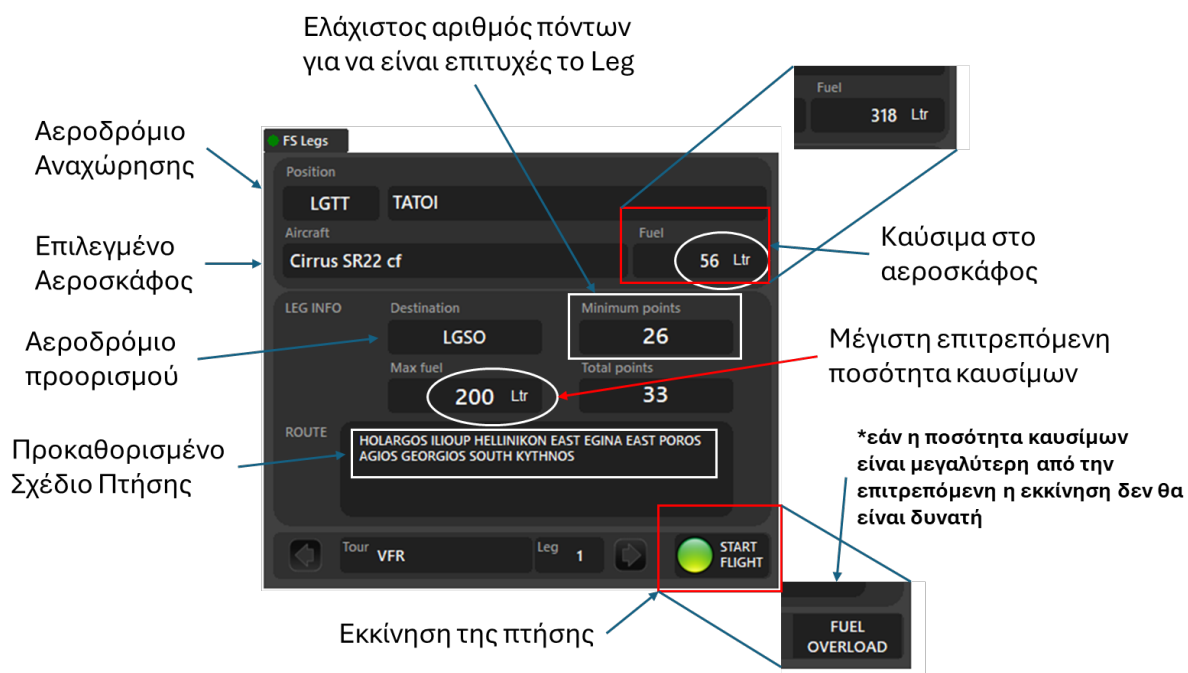 Ελάχιστος αριθμός πόντων
για να είναι επιτυχές το Leg
Fuel
318 Ltr
Αεροδρόμιο
Αναχώρησης
FS Legs
Position
LGTT TATOI
Aircraft
Fuel
Cirrus SR22 cf
56 Ltr
Επιλεγμένο
Αεροσκάφος
Καύσιμα στο
αεροσκάφος
LEG INFO
Destination
Minimum points
LGSO
26
Αεροδρόμιο
προορισμού
Max fuel
Total points
200 Ltr
33
Μέγιστη επιτρεπόμενη
ποσότητα καυσίμων
ROUTE
HOLARGOS ILIOUP HELLINIKON EAST EGINA EAST POROS
AGIOS GEORGIOS SOUTH KYTHNOS
Προκαθορισμένο
Σχέδιο Πτήσης
*εάν η ποσότητα καυσίμων
είναι μεγαλύτερη από την
επιτρεπόμενη η εκκίνηση δεν θα
είναι δυνατή
Tour VFR
Leg 1
START
FLIGHT
Εκκίνηση της πτήσης
FUEL
OVERLOAD